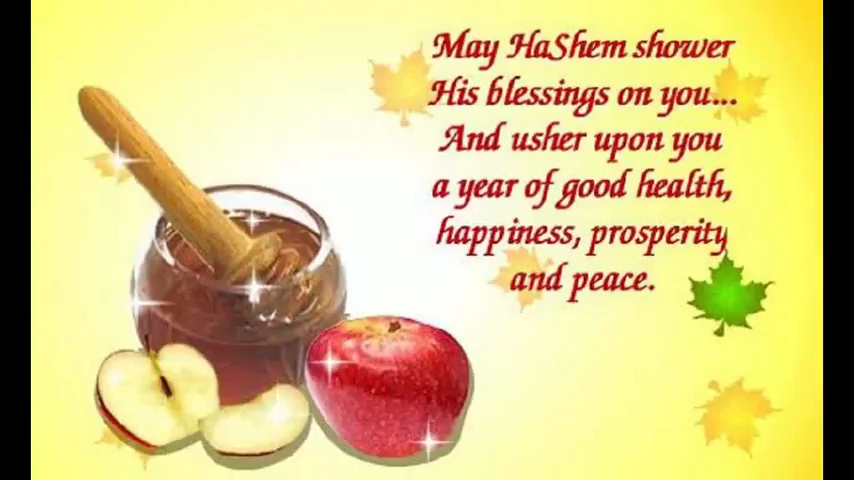 May HaShem shower
His blessings on you...
And usher upon you
a year of good health,
happiness, prosperity
and peace.